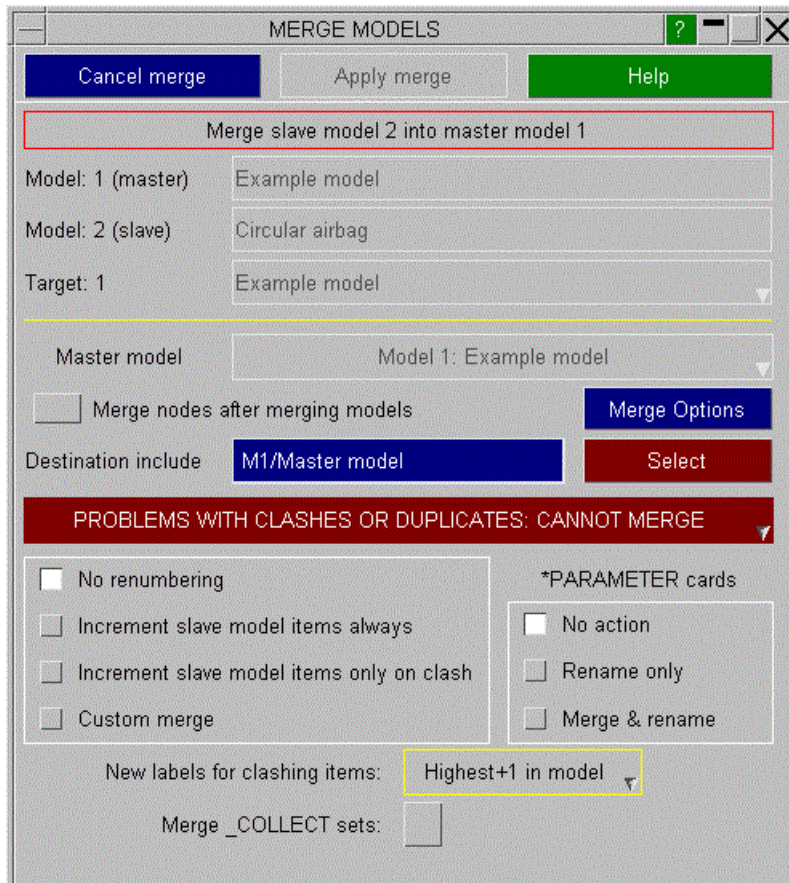 MERGE MODELS ?
Cancel merge Apply merge Help
Merge slave model 2 into master model 1
Model: 1 (master) Example model
Model: 2 (slave) Circular airbag
Target: 1 Example model
Master model Model 1: Example model
Merge nodes after merging models Merge Options
Destination include M1/Master model Select
PROBLEMS WITH CLASHES OR DUPLICATES: CANNOT MERGE
No renumbering
Increment slave model items always
Increment slave model items only on clash
Custom merge
*PARAMETER cards
No action
Rename only
Merge & rename
New labels for clashing items: Highest+1 in model
Merge _COLLECT sets: